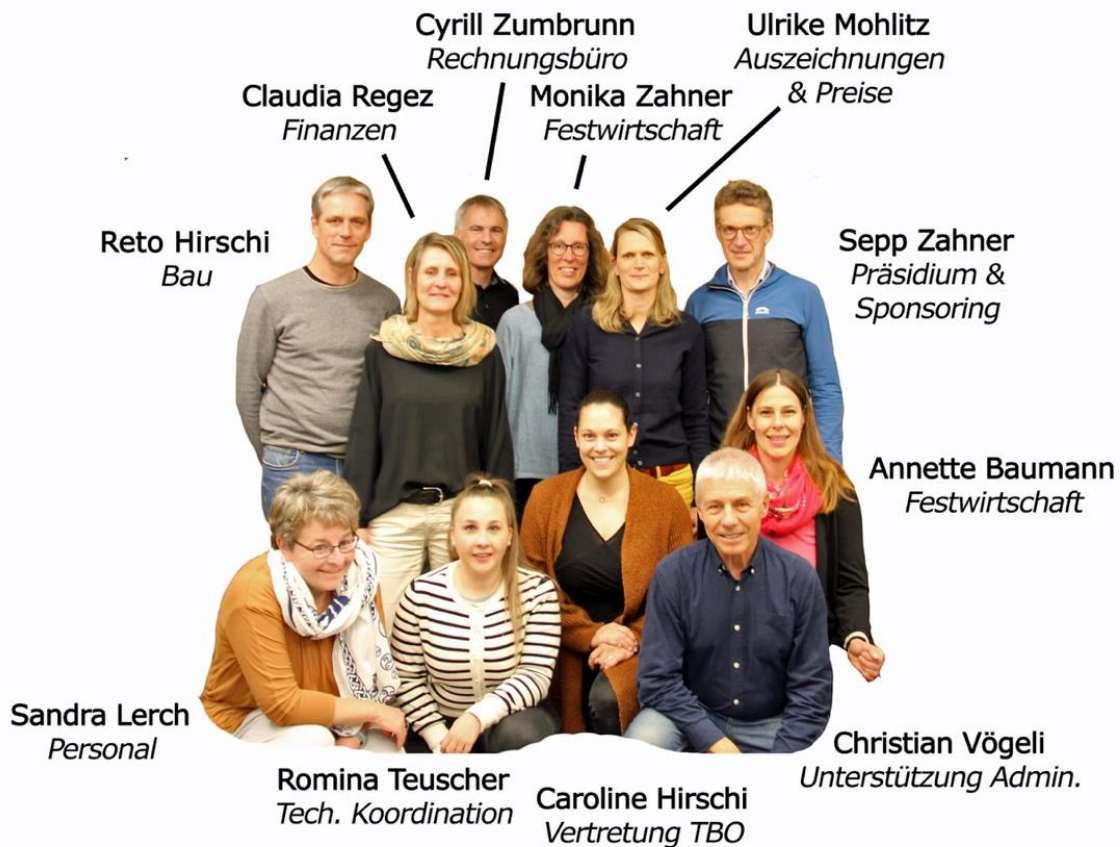 Cyrill Zumbrunn
Rechnungsbüro
Ulrike Mohlitz
Auszeichnungen
& Preise
Claudia Regez
Finanzen
Monika Zahner
Festwirtschaft
Reto Hirschi
Bau
Sepp Zahner
Präsidium &
Sponsoring
Annette Baumann
Festwirtschaft
Sandra Lerch
Personal
Romina Teuscher
Tech. Koordination
Caroline Hirschi
Vertretung TBO
Christian Vögeli
Unterstützung Admin.